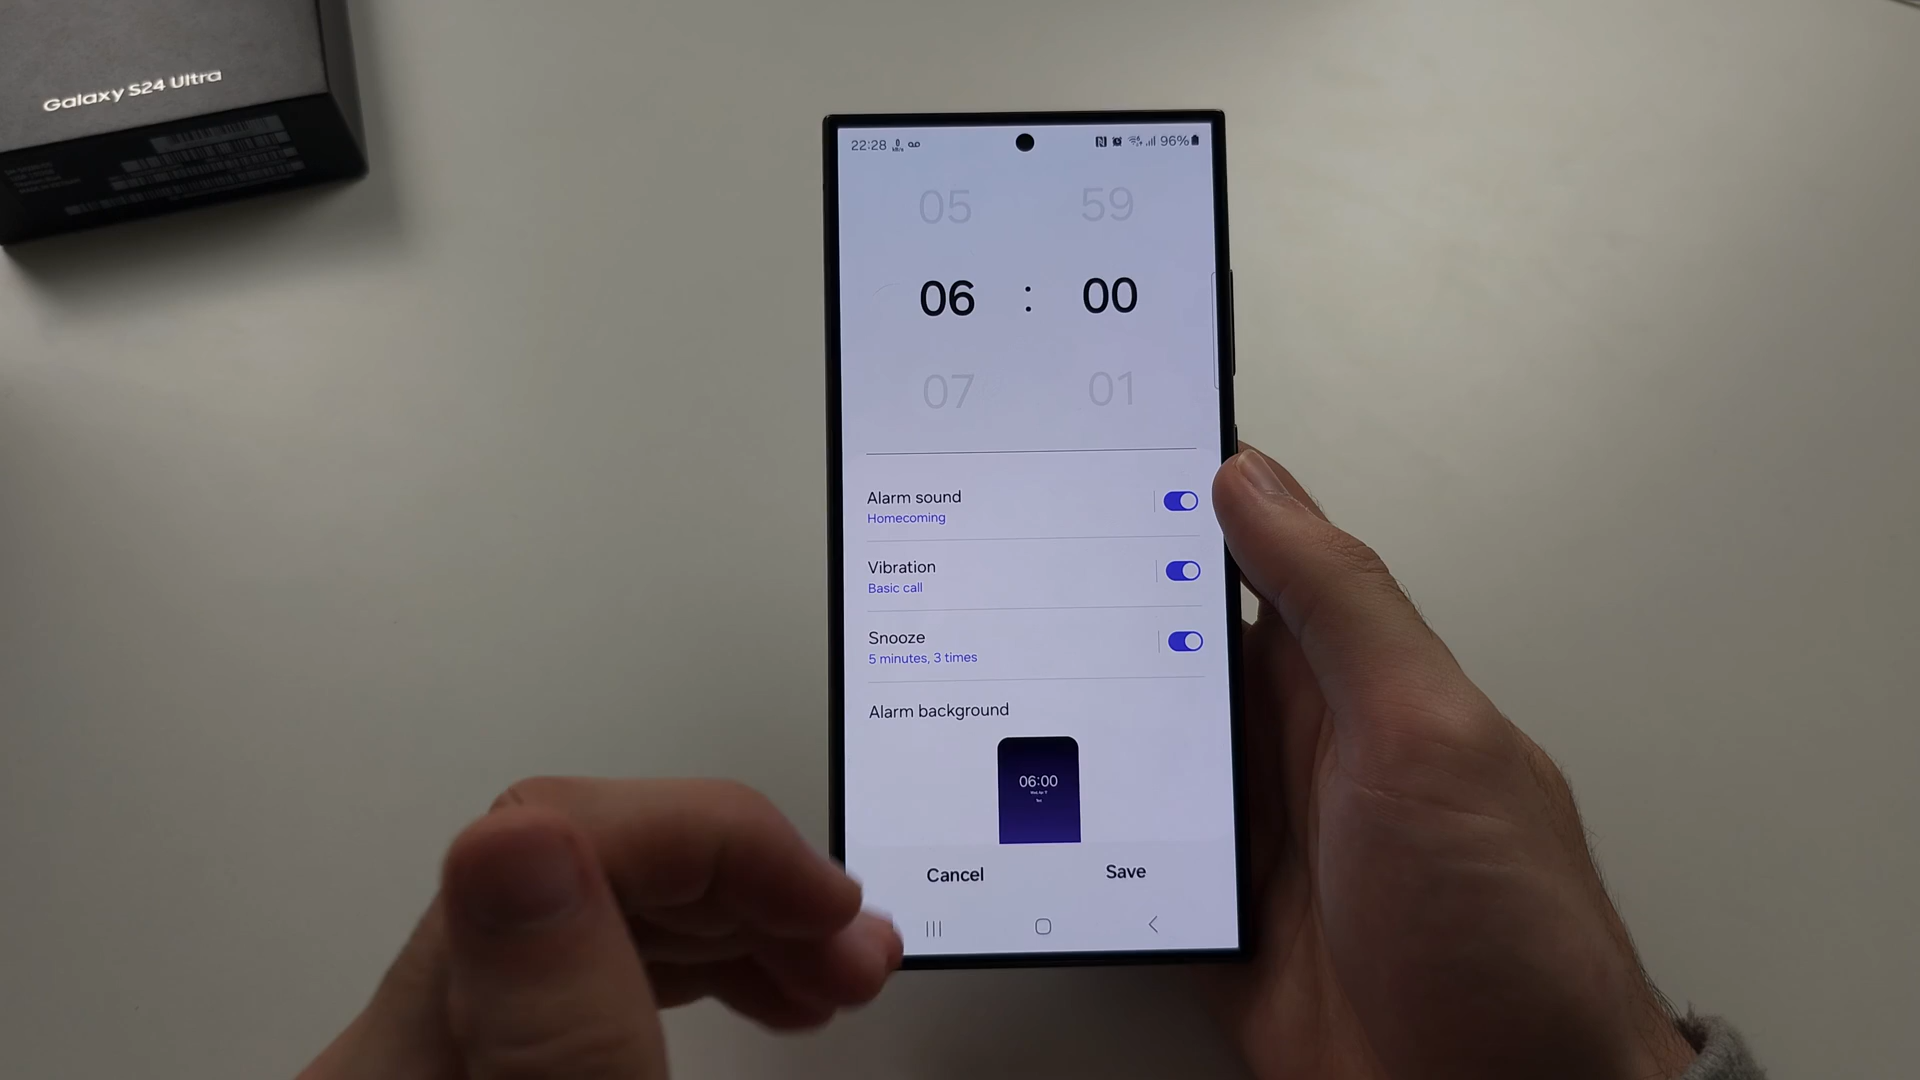 Galaxy S24 Ultra
22:28 96%
05 59
06 : 00
07 01
Alarm sound
Homecoming
Vibration
Basic call
Snooze
5 minutes, 3 times
Alarm background
06:00
Cancel Save